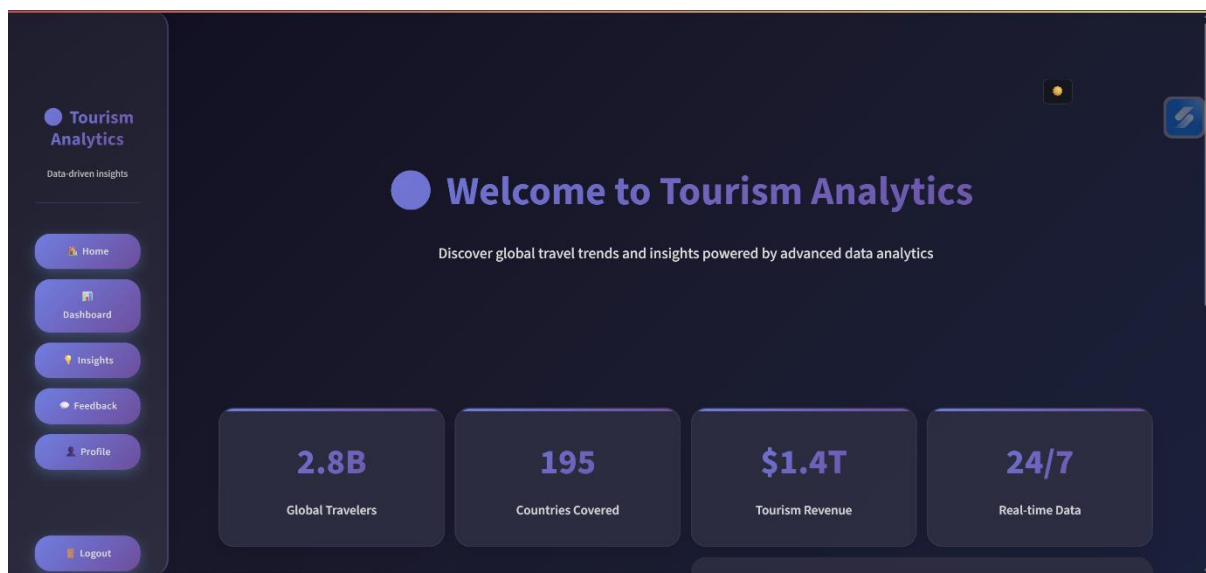 Tourism
Analytics
Data-driven insights
Home
Dashboard
Insights
Feedback
Profile
Logout
Welcome to Tourism Analytics
Discover global travel trends and insights powered by advanced data analytics
2.8B
Global Travelers
195
Countries Covered
$1.4T
Tourism Revenue
24/7
Real-time Data